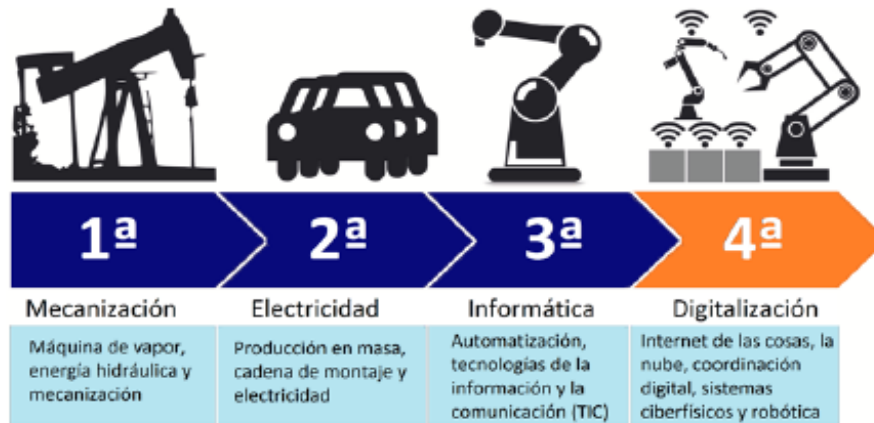 1ª 2ª 3ª 4ª
Mecanización
Máquina de vapor,
energía hidráulica y
mecanización
Electricidad
Producción en masa,
cadena de montaje y
electricidad
Informática
Automatización,
tecnologías de la
información y la
comunicación (TIC)
Digitalización
Internet de las cosas, la
nube, coordinación
digital, sistemas
ciberfísicos y robótica